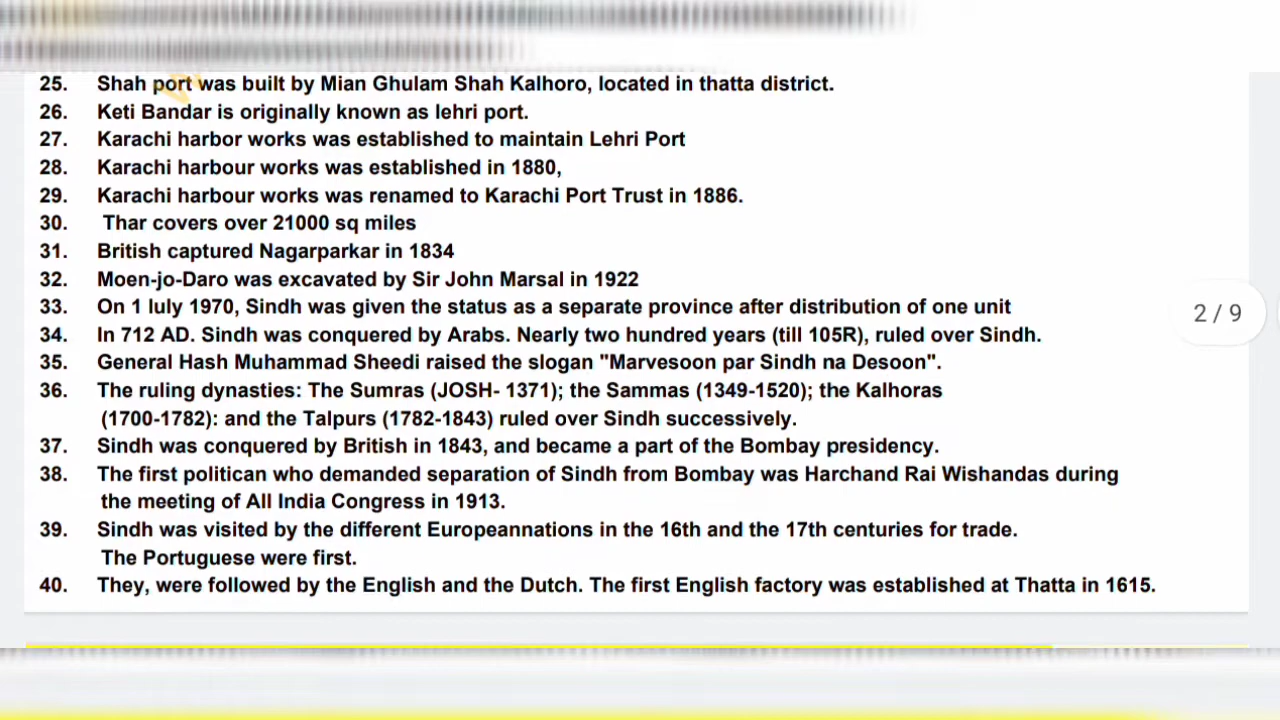 25. Shah port was built by Mian Ghulam Shah Kalhoro, located in thatta district.
26. Keti Bandar is originally known as lehri port.
27. Karachi harbor works was established to maintain Lehri Port
28. Karachi harbour works was established in 1880,
29. Karachi harbour works was renamed to Karachi Port Trust in 1886.
30. Thar covers over 21000 sq miles
31. British captured Nagarparkar in 1834
32. Moen-jo-Daro was excavated by Sir John Marsal in 1922
33. On 1 luly 1970, Sindh was given the status as a separate province after distribution of one unit
34. In 712 AD. Sindh was conquered by Arabs. Nearly two hundred years (till 105R), ruled over Sindh.
35. General Hash Muhammad Sheedi raised the slogan "Marvesoon par Sindh na Desoon".
36. The ruling dynasties: The Sumras (JOSH- 1371); the Sammas (1349-1520); the Kalhoras
(1700-1782): and the Talpurs (1782-1843) ruled over Sindh successively.
37. Sindh was conquered by British in 1843, and became a part of the Bombay presidency.
38. The first politican who demanded separation of Sindh from Bombay was Harchand Rai Wishandas during
the meeting of All India Congress in 1913.
39. Sindh was visited by the different Europeannations in the 16th and the 17th centuries for trade.
The Portuguese were first.
40. They, were followed by the English and the Dutch. The first English factory was established at Thatta in 1615.
2 / 9